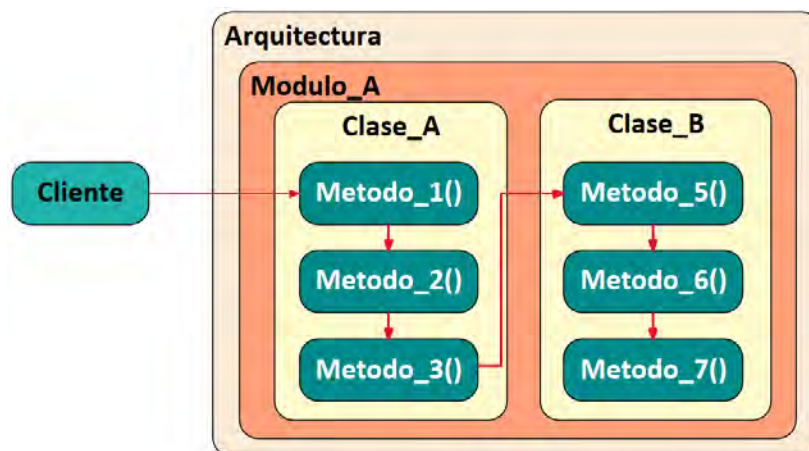 Arquitectura
Modulo_A
Clase_A
Clase_B
Cliente
Metodo_1()
Metodo_5()
Metodo_2()
Metodo_6()
Metodo_3()
Metodo_7()